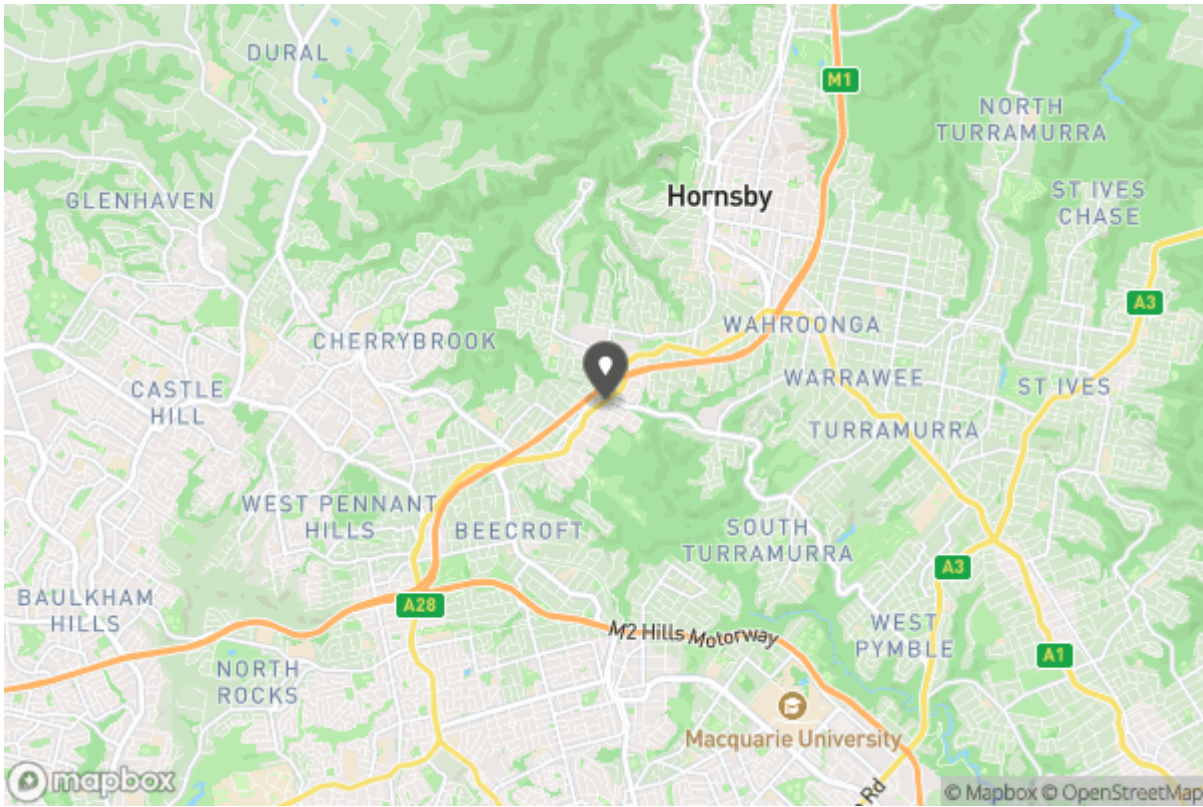 DURAL
M1
NORTH
TURRAMURRA
GLENHAVEN
Hornsby
ST IVES
CHASE
A3
WAHROONGA
CHERRYBROOK
WARRAWEE
ST IVES
CASTLE
HILL
TURRAMURRA
WEST PENNANT
HILLS
BEECROFT
SOUTH
TURRAMURRA
A3
BAULKHAM
HILLS
A28
M2 Hills Motorway
WEST
PYMBLE
A1
NORTH
ROCKS
Macquarie University
Rd
mapbox
© Mapbox © OpenStreetMap